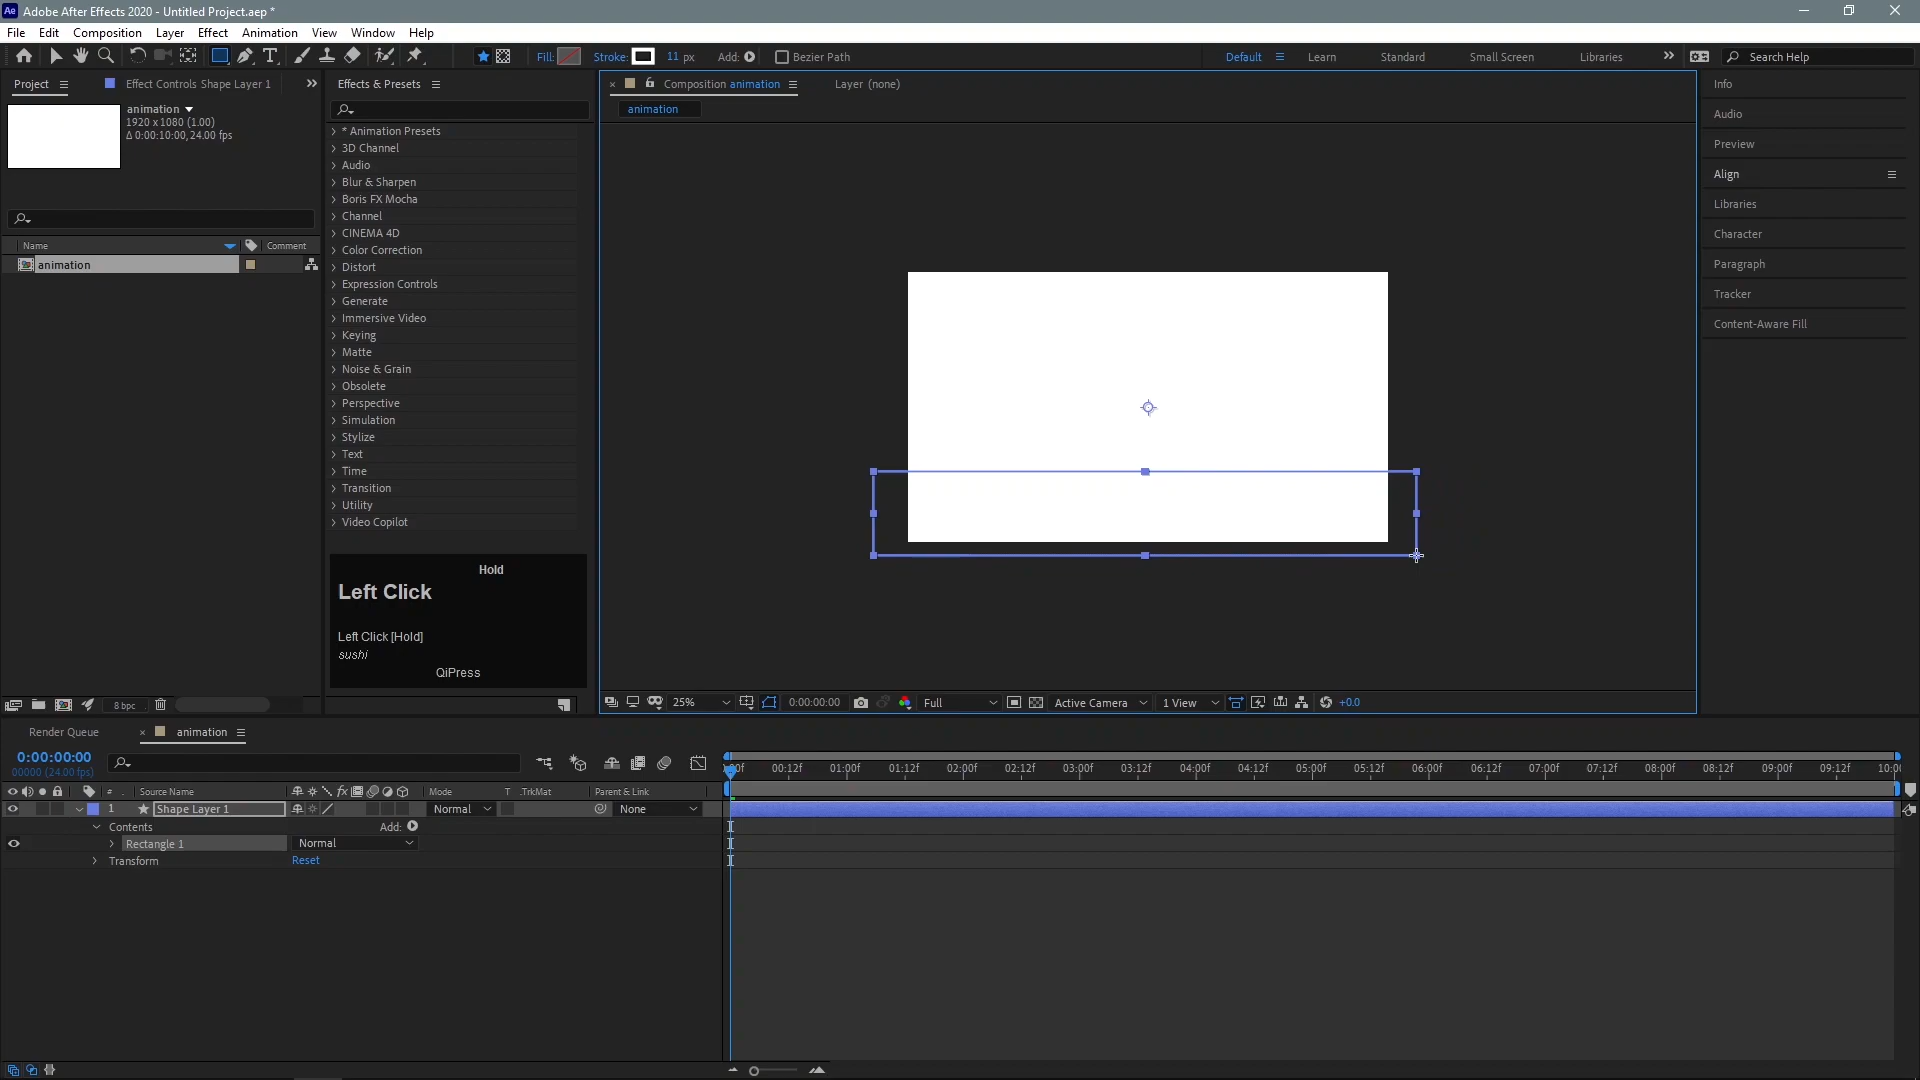 Ae Adobe After Effects 2020 - Untitled Project.aep *
File Edit Composition Layer Effect Animation View Window Help
Fill: Stroke: 11 px Add: Bezier Path Default Learn Standard Small Screen Libraries Search Help
Project Effect Controls Shape Layer 1
animation
1920 x 1080 (1.00)
Δ 0:00:10:00, 24.00 fps
Name Comment
animation
8 bpc
Effects & Presets
* Animation Presets
3D Channel
Audio
Blur & Sharpen
Boris FX Mocha
Channel
CINEMA 4D
Color Correction
Distort
Expression Controls
Generate
Immersive Video
Keying
Matte
Noise & Grain
Obsolete
Perspective
Simulation
Stylize
Text
Time
Transition
Utility
Video Copilot
Hold
Left Click
Left Click [Hold]
sushi
QiPress
Composition animation Layer (none)
animation
25% 0:00:00:00 Full Active Camera 1 View +0.0
Info
Audio
Preview
Align
Libraries
Character
Paragraph
Tracker
Content-Aware Fill
Render Queue animation
0:00:00:00
00000 (24.00 fps)
# Source Name fx Mode T .TrkMat Parent & Link
1 Shape Layer 1 Normal None
Contents Add:
Rectangle 1 Normal
Transform Reset
00:12f 01:00f 01:12f 02:00f 02:12f 03:00f 03:12f 04:00f 04:12f 05:00f 05:12f 06:00f 06:12f 07:00f 07:12f 08:00f 08:12f 09:00f 09:12f 10:0